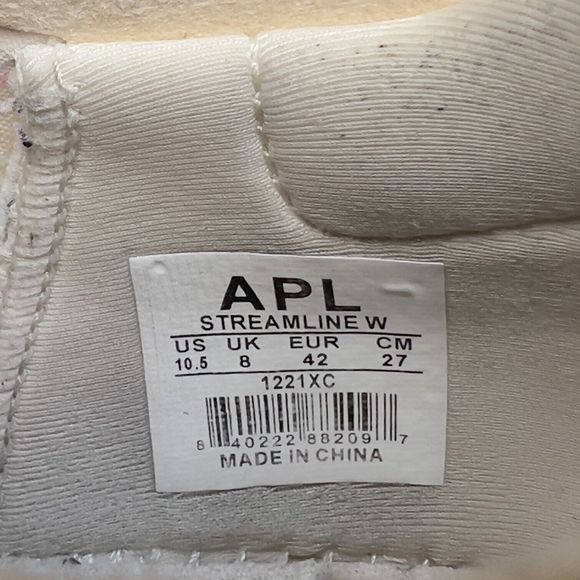 APL
STREAMLINE W
US UK EUR CM
10.5 8 42 27
1221XC
8 40222 88209 7
MADE IN CHINA